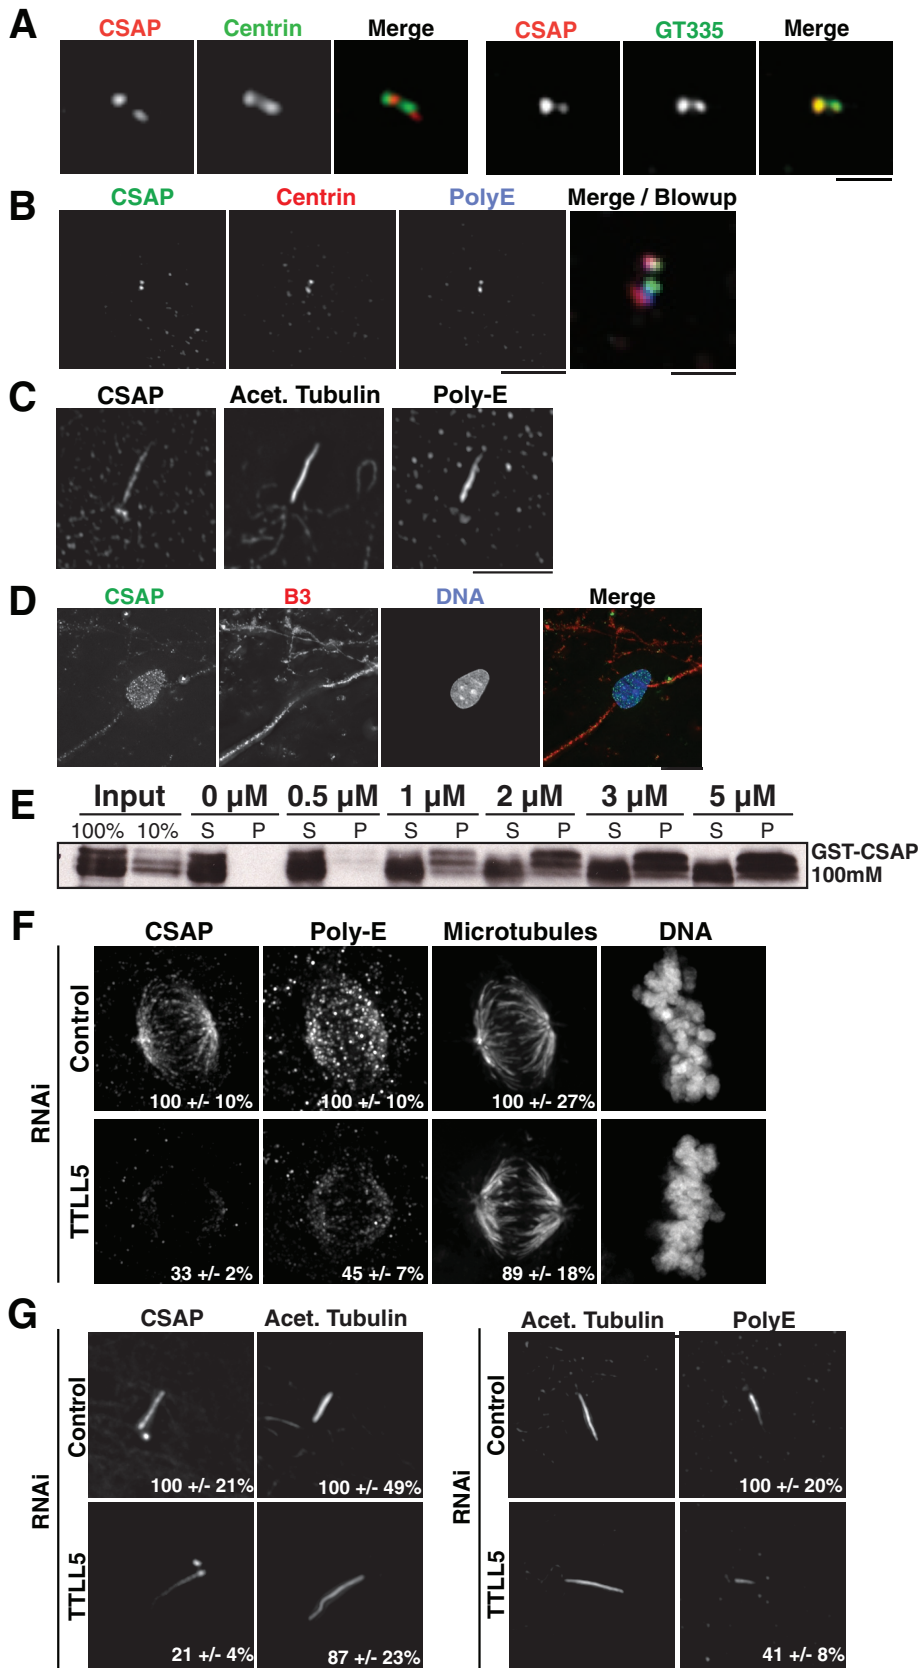 A
CSAP Centrin Merge CSAP GT335 Merge
B
CSAP Centrin PolyE Merge / Blowup
C
CSAP Acet. Tubulin Poly-E
D
CSAP B3 DNA Merge
E
Input 0 µM 0.5 µM 1 µM 2 µM 3 µM 5 µM
100% 10% S P S P S P S P S P S P
GST-CSAP
100mM
F
CSAP Poly-E Microtubules DNA
RNAi
Control
100 +/- 10% 100 +/- 10% 100 +/- 27%
TTLL5
33 +/- 2% 45 +/- 7% 89 +/- 18%
G
CSAP Acet. Tubulin Acet. Tubulin PolyE
RNAi
Control
100 +/- 21% 100 +/- 49%
RNAi
Control
100 +/- 20%
TTLL5
21 +/- 4% 87 +/- 23%
TTLL5
41 +/- 8%